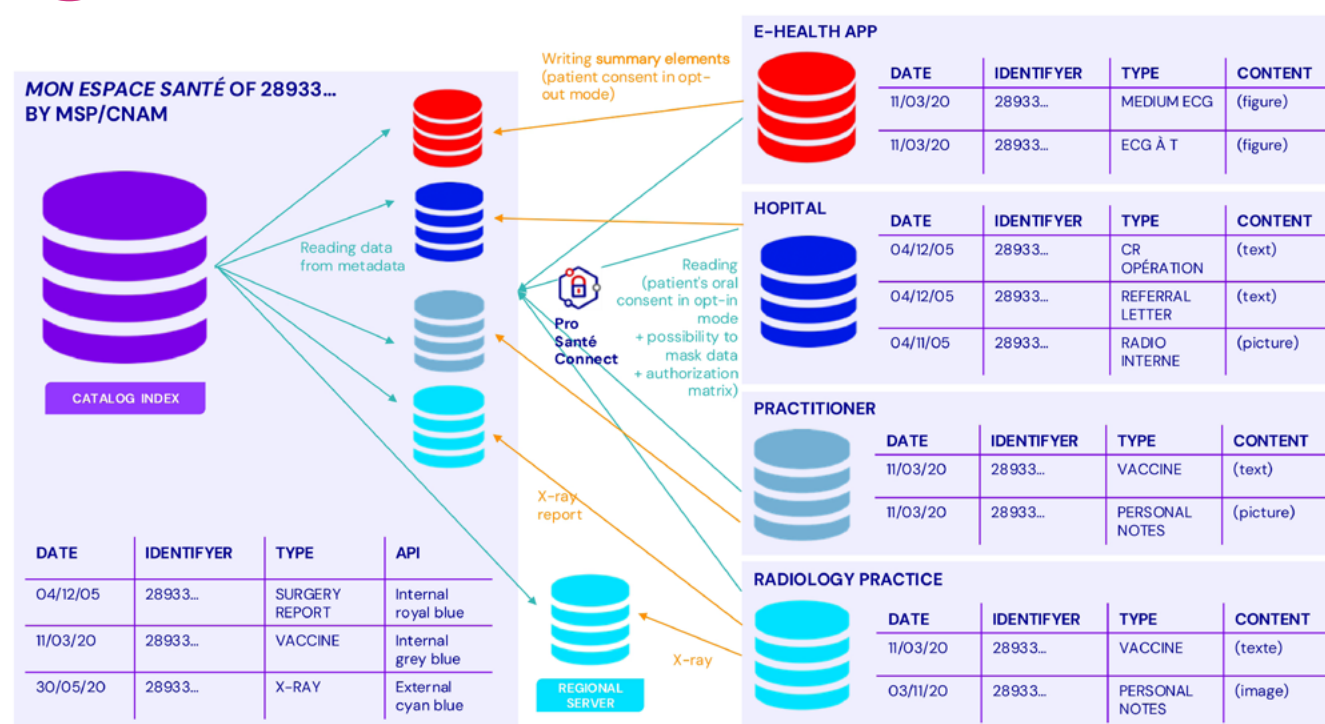 MON ESPACE SANTÉ OF 28933...
BY MSP/CNAM
CATALOG INDEX
Reading data
from metadata
DATE IDENTIFYER TYPE API
04/12/05 28933... SURGERY REPORT Internal royal blue
11/03/20 28933... VACCINE Internal grey blue
30/05/20 28933... X-RAY External cyan blue
Writing summary elements
(patient consent in opt-
out mode)
Pro
Santé
Connect
Reading
(patient's oral
consent in opt-in
mode
+ possibility to
mask data
+ authorization
matrix)
X-ray
report
REGIONAL
SERVER
X-ray
E-HEALTH APP
DATE IDENTIFYER TYPE CONTENT
11/03/20 28933... MEDIUM ECG (figure)
11/03/20 28933... ECG À T (figure)
HOPITAL
DATE IDENTIFYER TYPE CONTENT
04/12/05 28933... CR OPÉRATION (text)
04/12/05 28933... REFERRAL LETTER (text)
04/11/05 28933... RADIO INTERNE (picture)
PRACTITIONER
DATE IDENTIFYER TYPE CONTENT
11/03/20 28933... VACCINE (text)
11/03/20 28933... PERSONAL NOTES (picture)
RADIOLOGY PRACTICE
DATE IDENTIFYER TYPE CONTENT
11/03/20 28933... VACCINE (texte)
03/11/20 28933... PERSONAL NOTES (image)